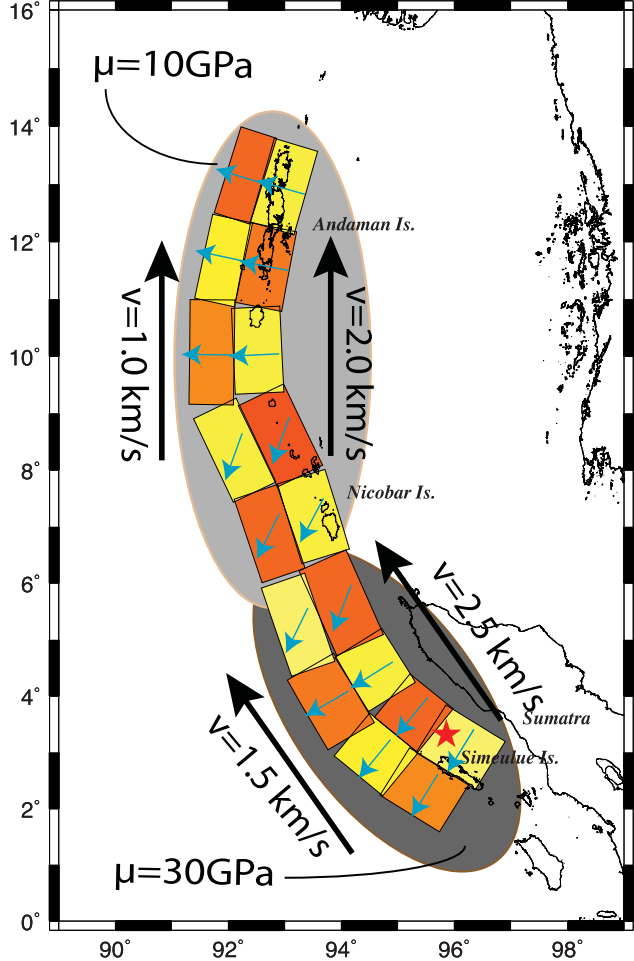 16°
μ=10GPa
14°
Andaman Is.
12°
v=1.0 km/s
v=2.0 km/s
10°
8°
Nicobar Is.
6°
v=2.5 km/s
4°
Sumatra
Simeulue Is.
v=1.5 km/s
2°
μ=30GPa
0°
90°
92°
94°
96°
98°